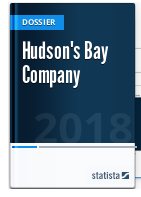 DOSSIER
Hudson's Bay
Company
2018
statista